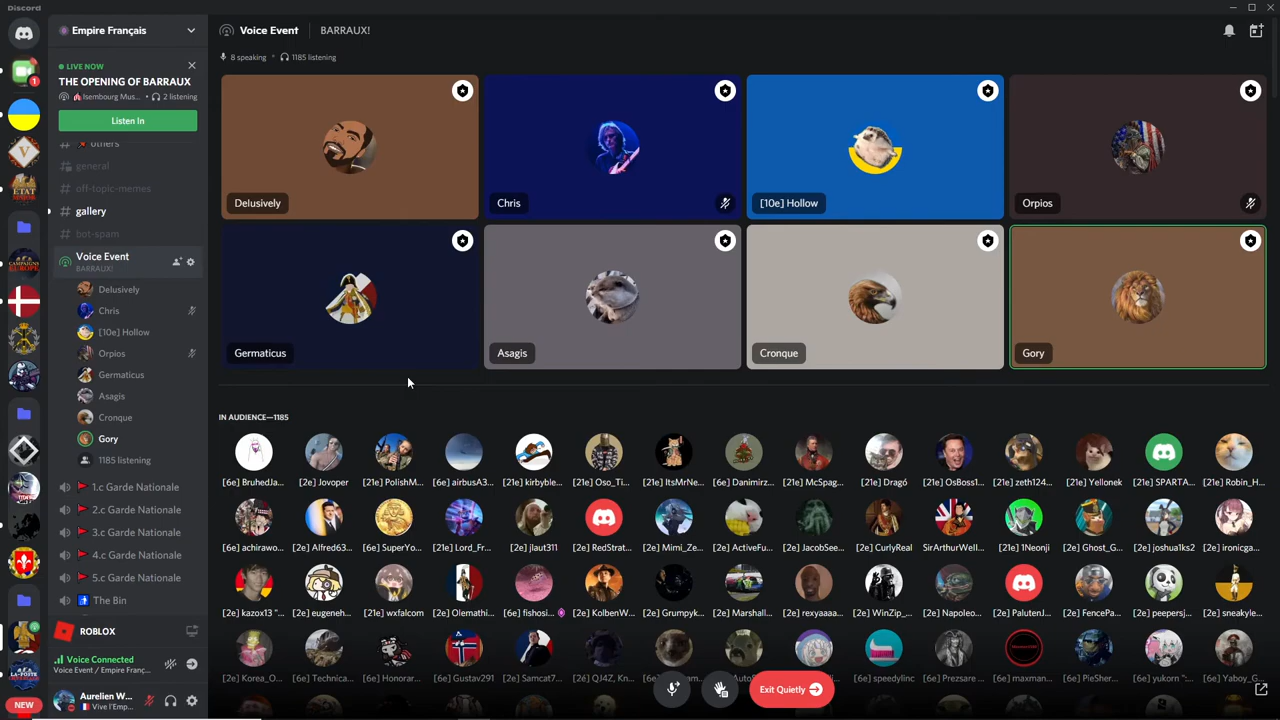 Discord
Empire Français
Voice Event
BARRAUX!
8 speaking • 1185 listening
LIVE NOW
THE OPENING OF BARRAUX
Isembourg Mus... • 2 listening
Listen In
others
general
off-topic-memes
gallery
bot-spam
Voice Event
BARRAUX!
Delusively
Chris
[10e] Hollow
Orpios
Germaticus
Asagis
Cronque
Gory
1185 listening
1.c Garde Nationale
2.c Garde Nationale
3.c Garde Nationale
4.c Garde Nationale
5.c Garde Nationale
The Bin
ROBLOX
Voice Connected
Voice Event / Empire Franç...
Aurelien W...
Vive l'Emp...
NEW
Delusively
Chris
[10e] Hollow
Orpios
Germaticus
Asagis
Cronque
Gory
IN AUDIENCE—1185
[6e] BruhedJa... [2e] Jovoper [21e] PolishM... [6e] airbusA3... [21e] kirbyble... [2e] Oso_Ti... [21e] ItsMrNe... [6e] Danimirz... [21e] McSpag... [21e] Dragó [21e] OsBoss1... [21e] zeth124... [21e] Yellonek [21e] SPARTA... [21e] Robin_H...
[6e] achirawo... [2e] Alfred63... [6e] SuperYo... [21e] Lord_Fr... [2e] jlaut311 [2e] RedStrat... [2e] Mimi_Ze... [2e] ActiveFu... [2e] JacobSee... [2e] CurlyReal SirArthurWell... [21e] 1Neonji [2e] Ghost_G... [2e] joshua1ks2 [2e] ironicga...
[2e] kazox13 "... [2e] eugeneh... [21e] wxfalcom [2e] Olemathi... [6e] fishosi... [2e] KolbenW... [2e] Grumpyk... [2e] Marshall... [2e] rexyaaaa... [2e] WinZip_... [2e] Napoleo... [2e] PalutenJ... [2e] FencePa... [2e] peepersj... [2e] sneakyle...
[2e] Korea_O... [6e] Technica... [6e] Honorar... [6e] Gustav291 [2e] Samcat7... [2e] QJ4Z, Kn... [6e] speedylinc [6e] Prezsare ... [6e] maxman... [6e] PieSher... [6e] yukorn "... [6e] Yaboy_G...
Exit Quietly